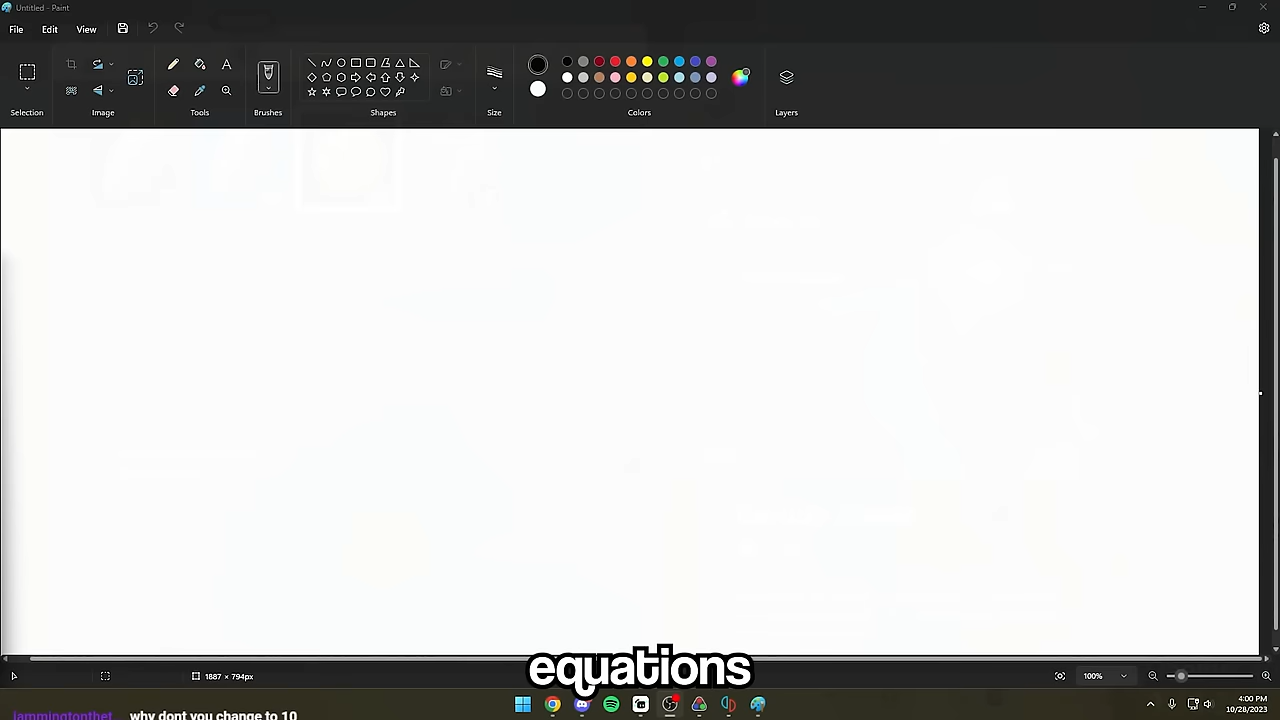 Untitled - Paint
File Edit View
Selection Image Tools Brushes Shapes Size Colors Layers
equations
1887 × 794px 100%
jammingtonthet why dont you change to 10
4:00 PM
10/28/2023